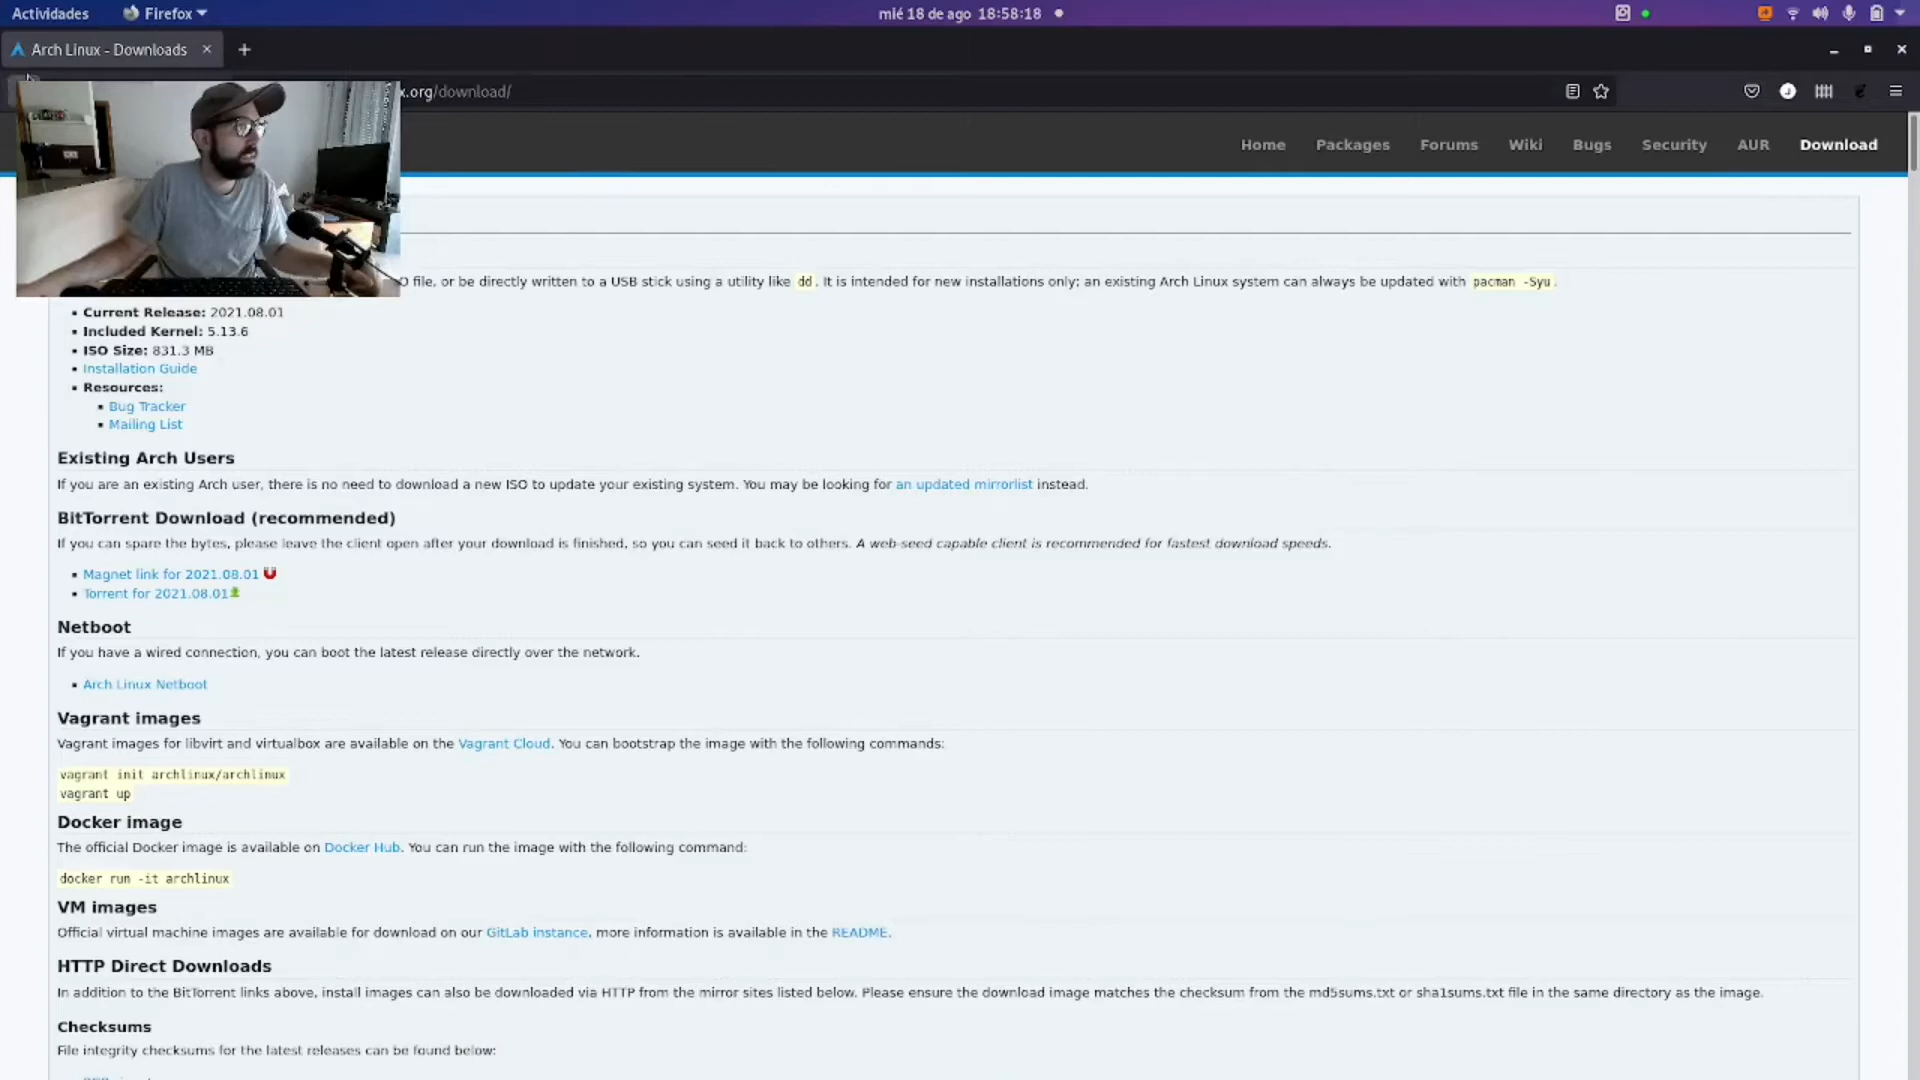 Actividades
Firefox
mié 18 de ago 18:58:18
Arch Linux - Downloads
x.org/download/
Home
Packages
Forums
Wiki
Bugs
Security
AUR
Download
O file, or be directly written to a USB stick using a utility like dd. It is intended for new installations only; an existing Arch Linux system can always be updated with pacman -Syu.
Current Release: 2021.08.01
Included Kernel: 5.13.6
ISO Size: 831.3 MB
Installation Guide
Resources:
Bug Tracker
Mailing List
Existing Arch Users
If you are an existing Arch user, there is no need to download a new ISO to update your existing system. You may be looking for an updated mirrorlist instead.
BitTorrent Download (recommended)
If you can spare the bytes, please leave the client open after your download is finished, so you can seed it back to others. A web-seed capable client is recommended for fastest download speeds.
Magnet link for 2021.08.01
Torrent for 2021.08.01
Netboot
If you have a wired connection, you can boot the latest release directly over the network.
Arch Linux Netboot
Vagrant images
Vagrant images for libvirt and virtualbox are available on the Vagrant Cloud. You can bootstrap the image with the following commands:
vagrant init archlinux/archlinux
vagrant up
Docker image
The official Docker image is available on Docker Hub. You can run the image with the following command:
docker run -it archlinux
VM images
Official virtual machine images are available for download on our GitLab instance, more information is available in the README.
HTTP Direct Downloads
In addition to the BitTorrent links above, install images can also be downloaded via HTTP from the mirror sites listed below. Please ensure the download image matches the checksum from the md5sums.txt or sha1sums.txt file in the same directory as the image.
Checksums
File integrity checksums for the latest releases can be found below: